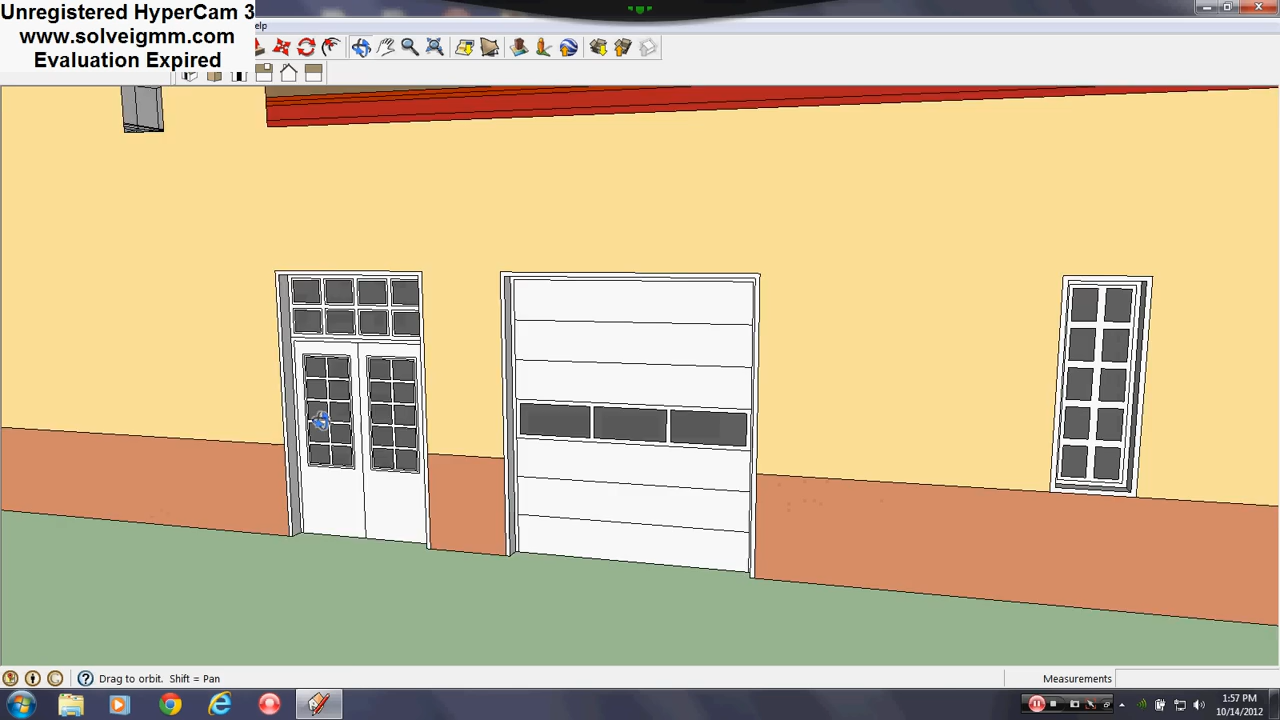 Unregistered HyperCam 3
www.solveigmm.com
Evaluation Expired
elp
Drag to orbit. Shift = Pan
Measurements
1:57 PM
10/14/2012